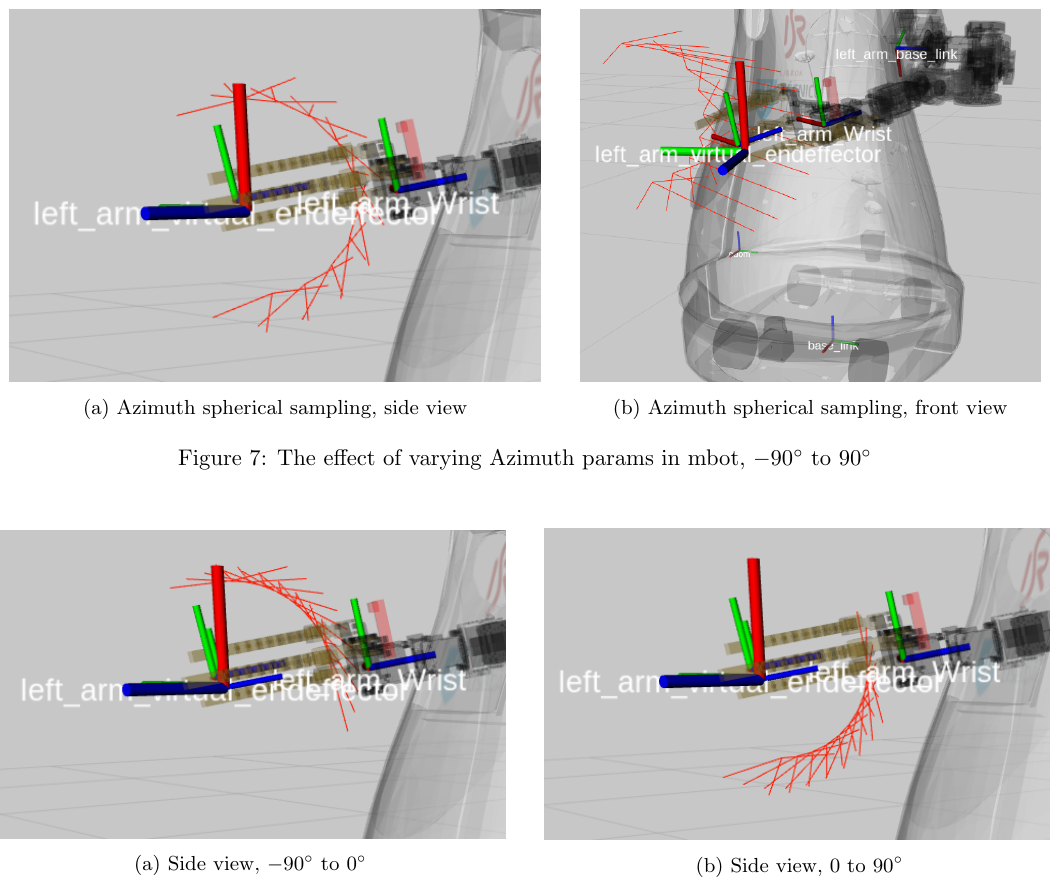 left_arm_virtual_endeffector
left_arm_Wrist
left_arm_base_link
left_arm_Wrist
left_arm_virtual_endeffector
odom
base_link
(a) Azimuth spherical sampling, side view
(b) Azimuth spherical sampling, front view
Figure 7: The effect of varying Azimuth params in mbot, −90° to 90°
left_arm_virtual_endeffector
left_arm_Wrist
left_arm_virtual_endeffector
left_arm_Wrist
(a) Side view, −90° to 0°
(b) Side view, 0 to 90°